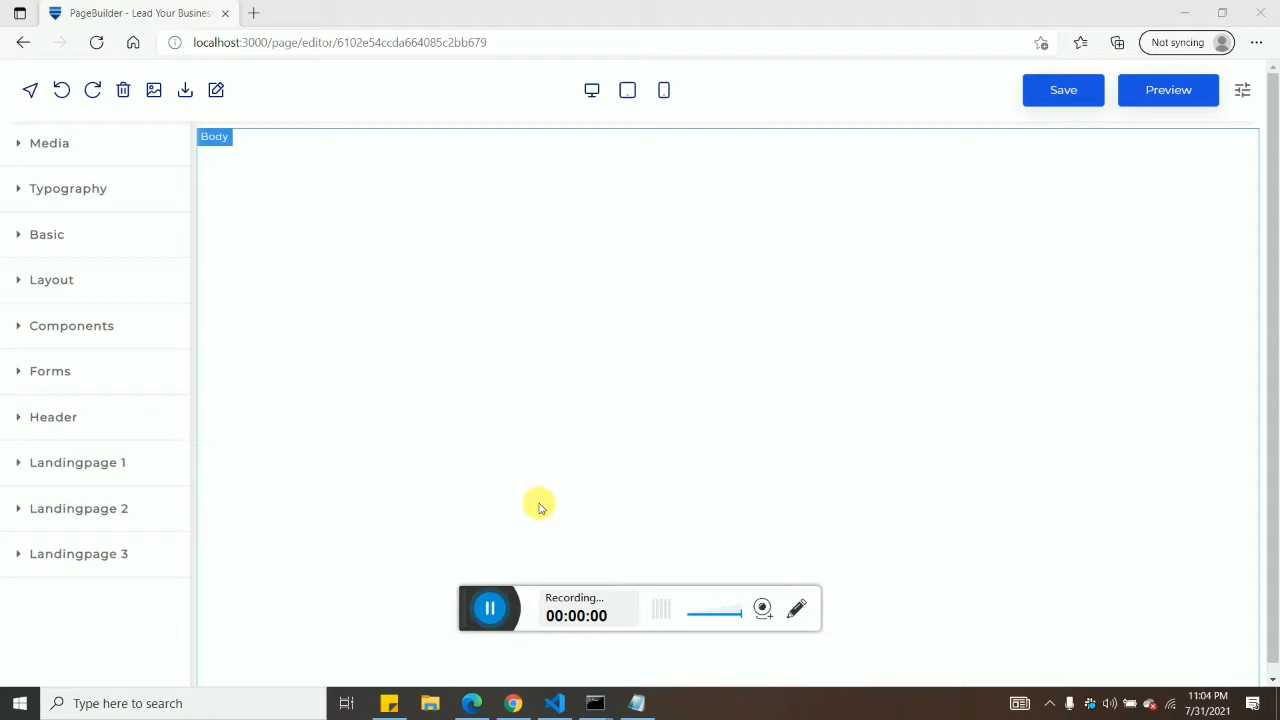 PageBuilder - Lead Your Business
localhost:3000/page/editor/6102e54ccda664085c2bb679
Not syncing
Save
Preview
Body
Media
Typography
Basic
Layout
Components
Forms
Header
Landingpage 1
Landingpage 2
Landingpage 3
Recording...
00:00:00
Type here to search
11:04 PM
7/31/2021